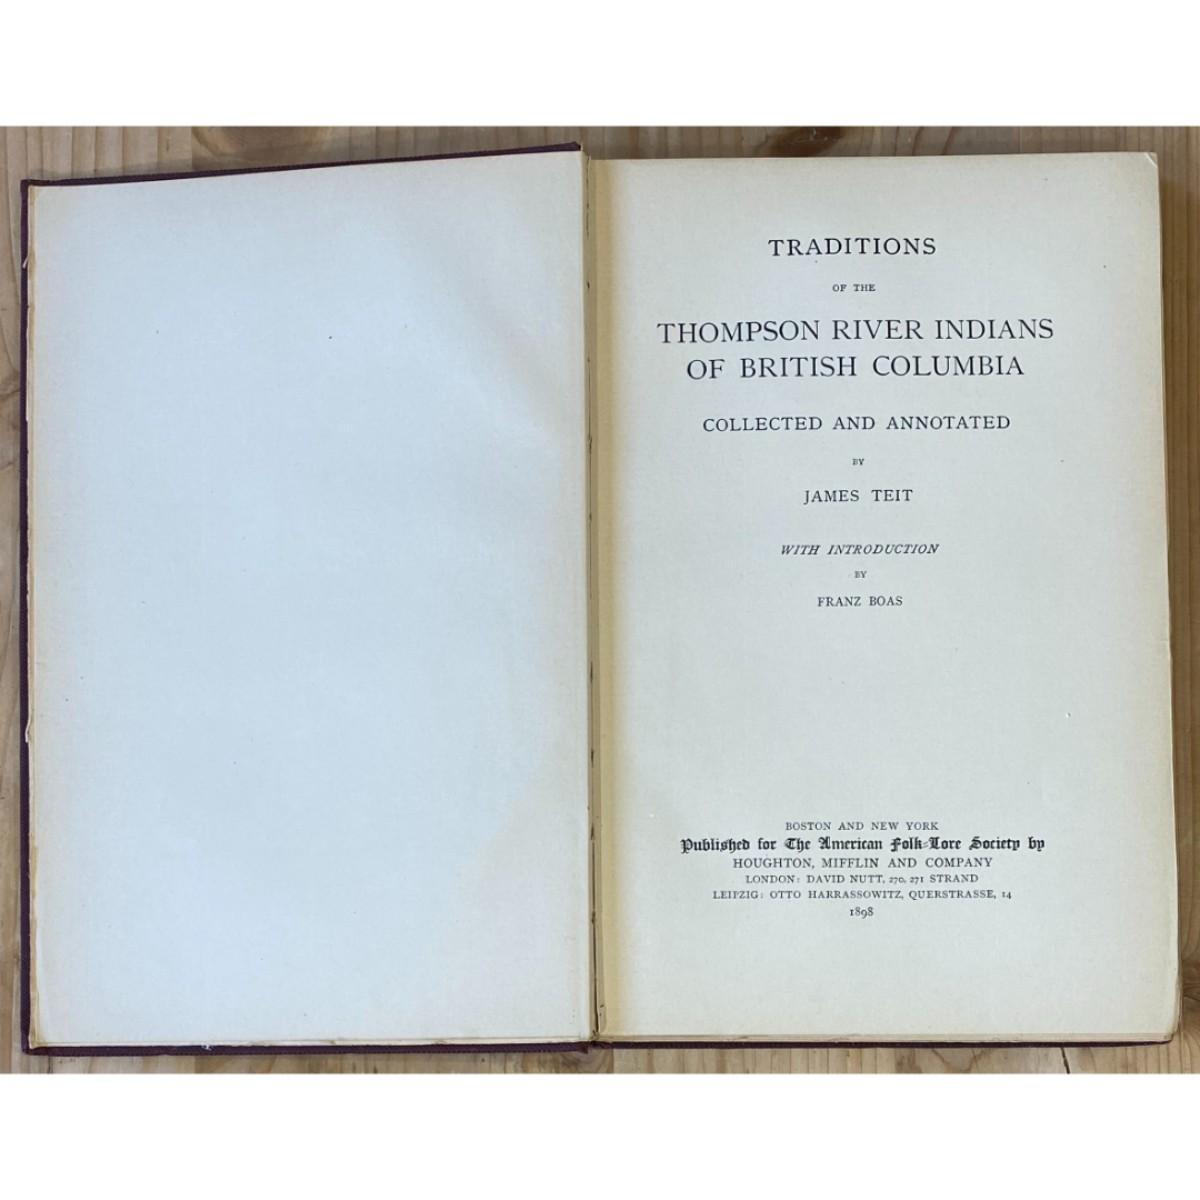 TRADITIONS
OF THE
THOMPSON RIVER INDIANS
OF BRITISH COLUMBIA
COLLECTED AND ANNOTATED
BY
JAMES TEIT
WITH INTRODUCTION
BY
FRANZ BOAS
BOSTON AND NEW YORK
Published for The American Folk-Lore Society by
HOUGHTON, MIFFLIN AND COMPANY
LONDON: DAVID NUTT, 270, 271 STRAND
LEIPZIG: OTTO HARRASSOWITZ, QUERSTRASSE, 14
1898